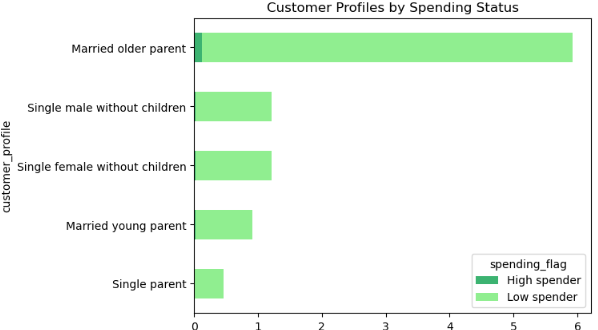 Customer Profiles by Spending Status
customer_profile
Married older parent
Single male without children
Single female without children
Married young parent
Single parent
spending_flag
High spender
Low spender
0 1 2 3 4 5 6